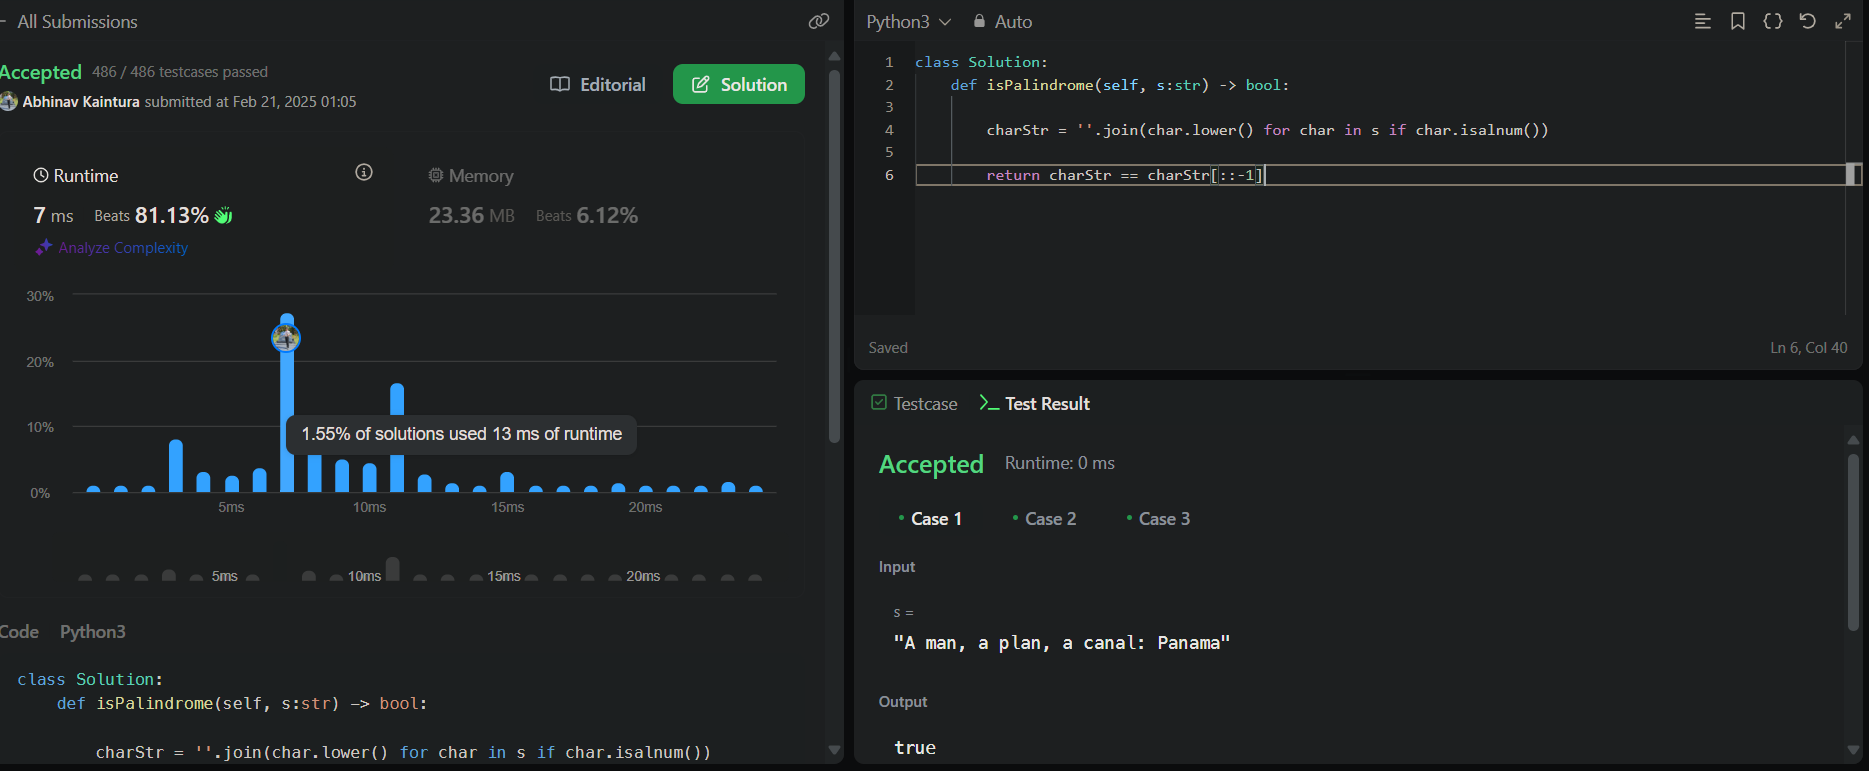 All Submissions
Accepted 486 / 486 testcases passed
Abhinav Kaintura submitted at Feb 21, 2025 01:05
Editorial
Solution
Runtime
7 ms Beats 81.13%
Analyze Complexity
Memory
23.36 MB Beats 6.12%
30%
20%
10%
0%
1.55% of solutions used 13 ms of runtime
5ms 10ms 15ms 20ms
5ms 10ms 15ms 20ms
Code Python3
class Solution:
def isPalindrome(self, s:str) -> bool:
charStr = ''.join(char.lower() for char in s if char.isalnum())
Python3 Auto
1 class Solution:
2 def isPalindrome(self, s:str) -> bool:
3
4 charStr = ''.join(char.lower() for char in s if char.isalnum())
5
6 return charStr == charStr[::-1]
Saved Ln 6, Col 40
Testcase Test Result
Accepted Runtime: 0 ms
Case 1 Case 2 Case 3
Input
s =
"A man, a plan, a canal: Panama"
Output
true